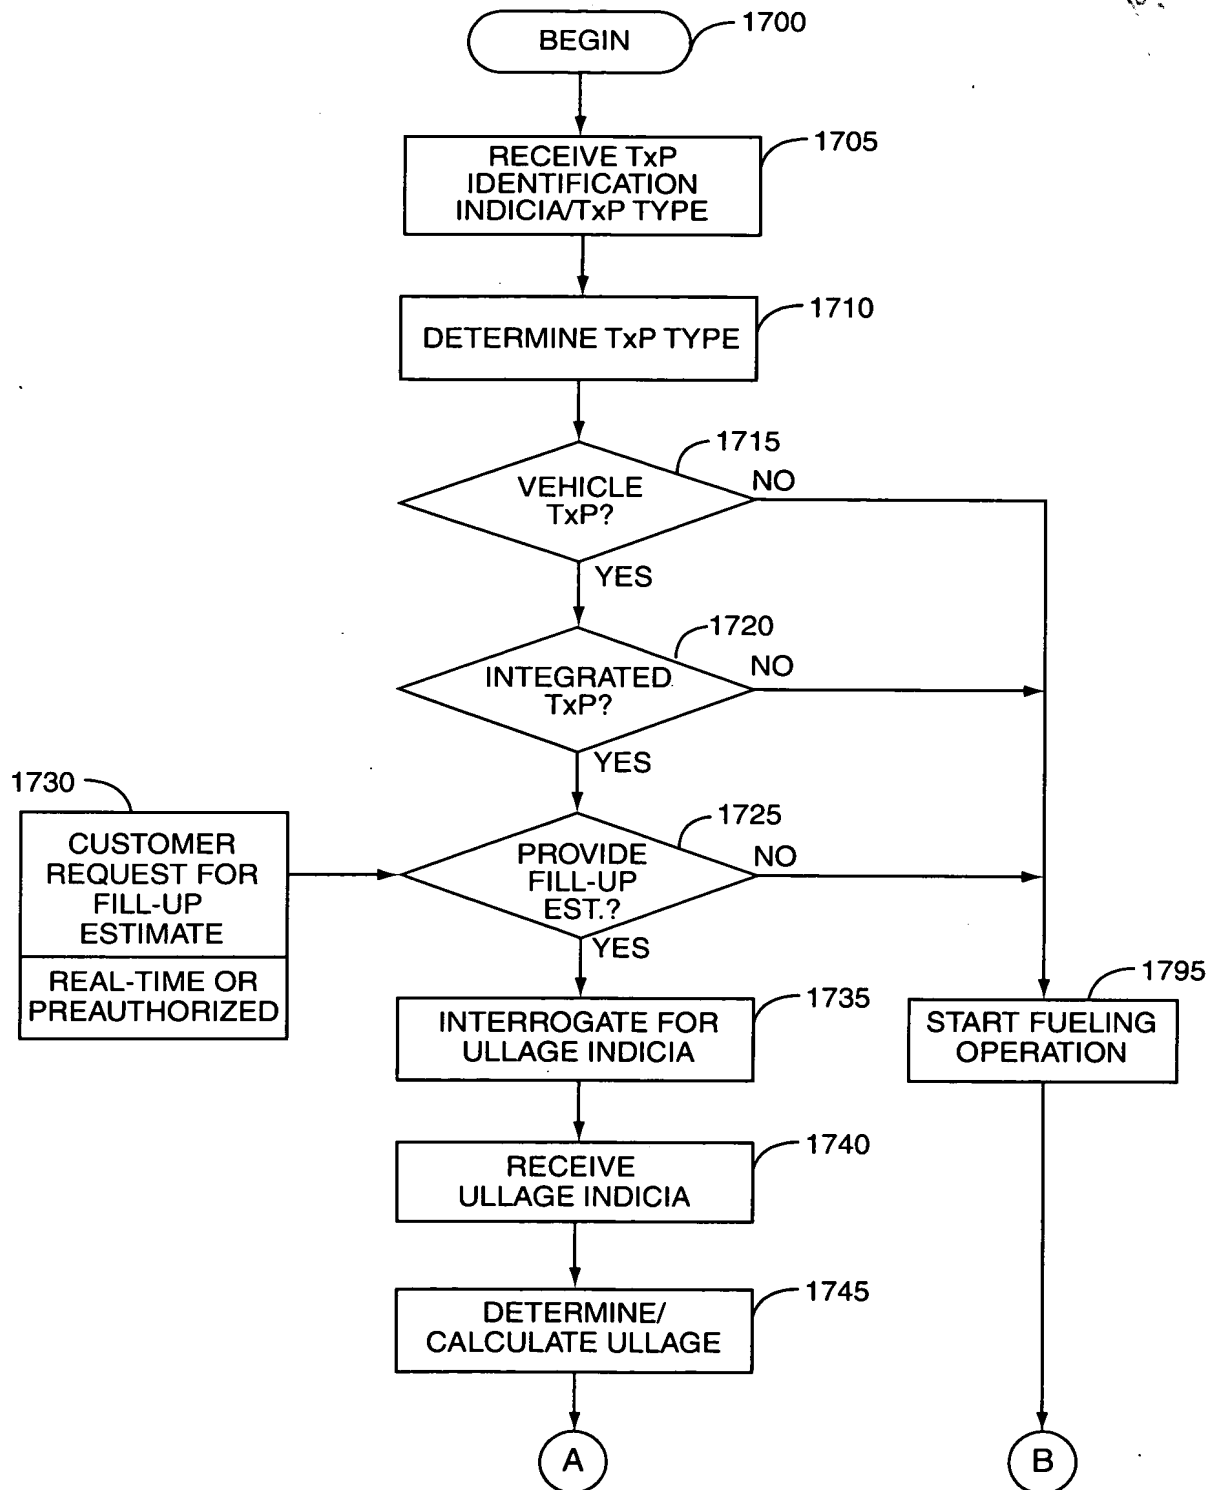 BEGIN
1700
RECEIVE TxP
IDENTIFICATION
INDICIA/TxP TYPE
1705
DETERMINE TxP TYPE
1710
VEHICLE
TxP?
1715
NO
YES
INTEGRATED
TxP?
1720
NO
YES
1730
CUSTOMER
REQUEST FOR
FILL-UP
ESTIMATE
REAL-TIME OR
PREAUTHORIZED
PROVIDE
FILL-UP
EST.?
1725
NO
YES
INTERROGATE FOR
ULLAGE INDICIA
1735
START FUELING
OPERATION
1795
RECEIVE
ULLAGE INDICIA
1740
DETERMINE/
CALCULATE ULLAGE
1745
A
B